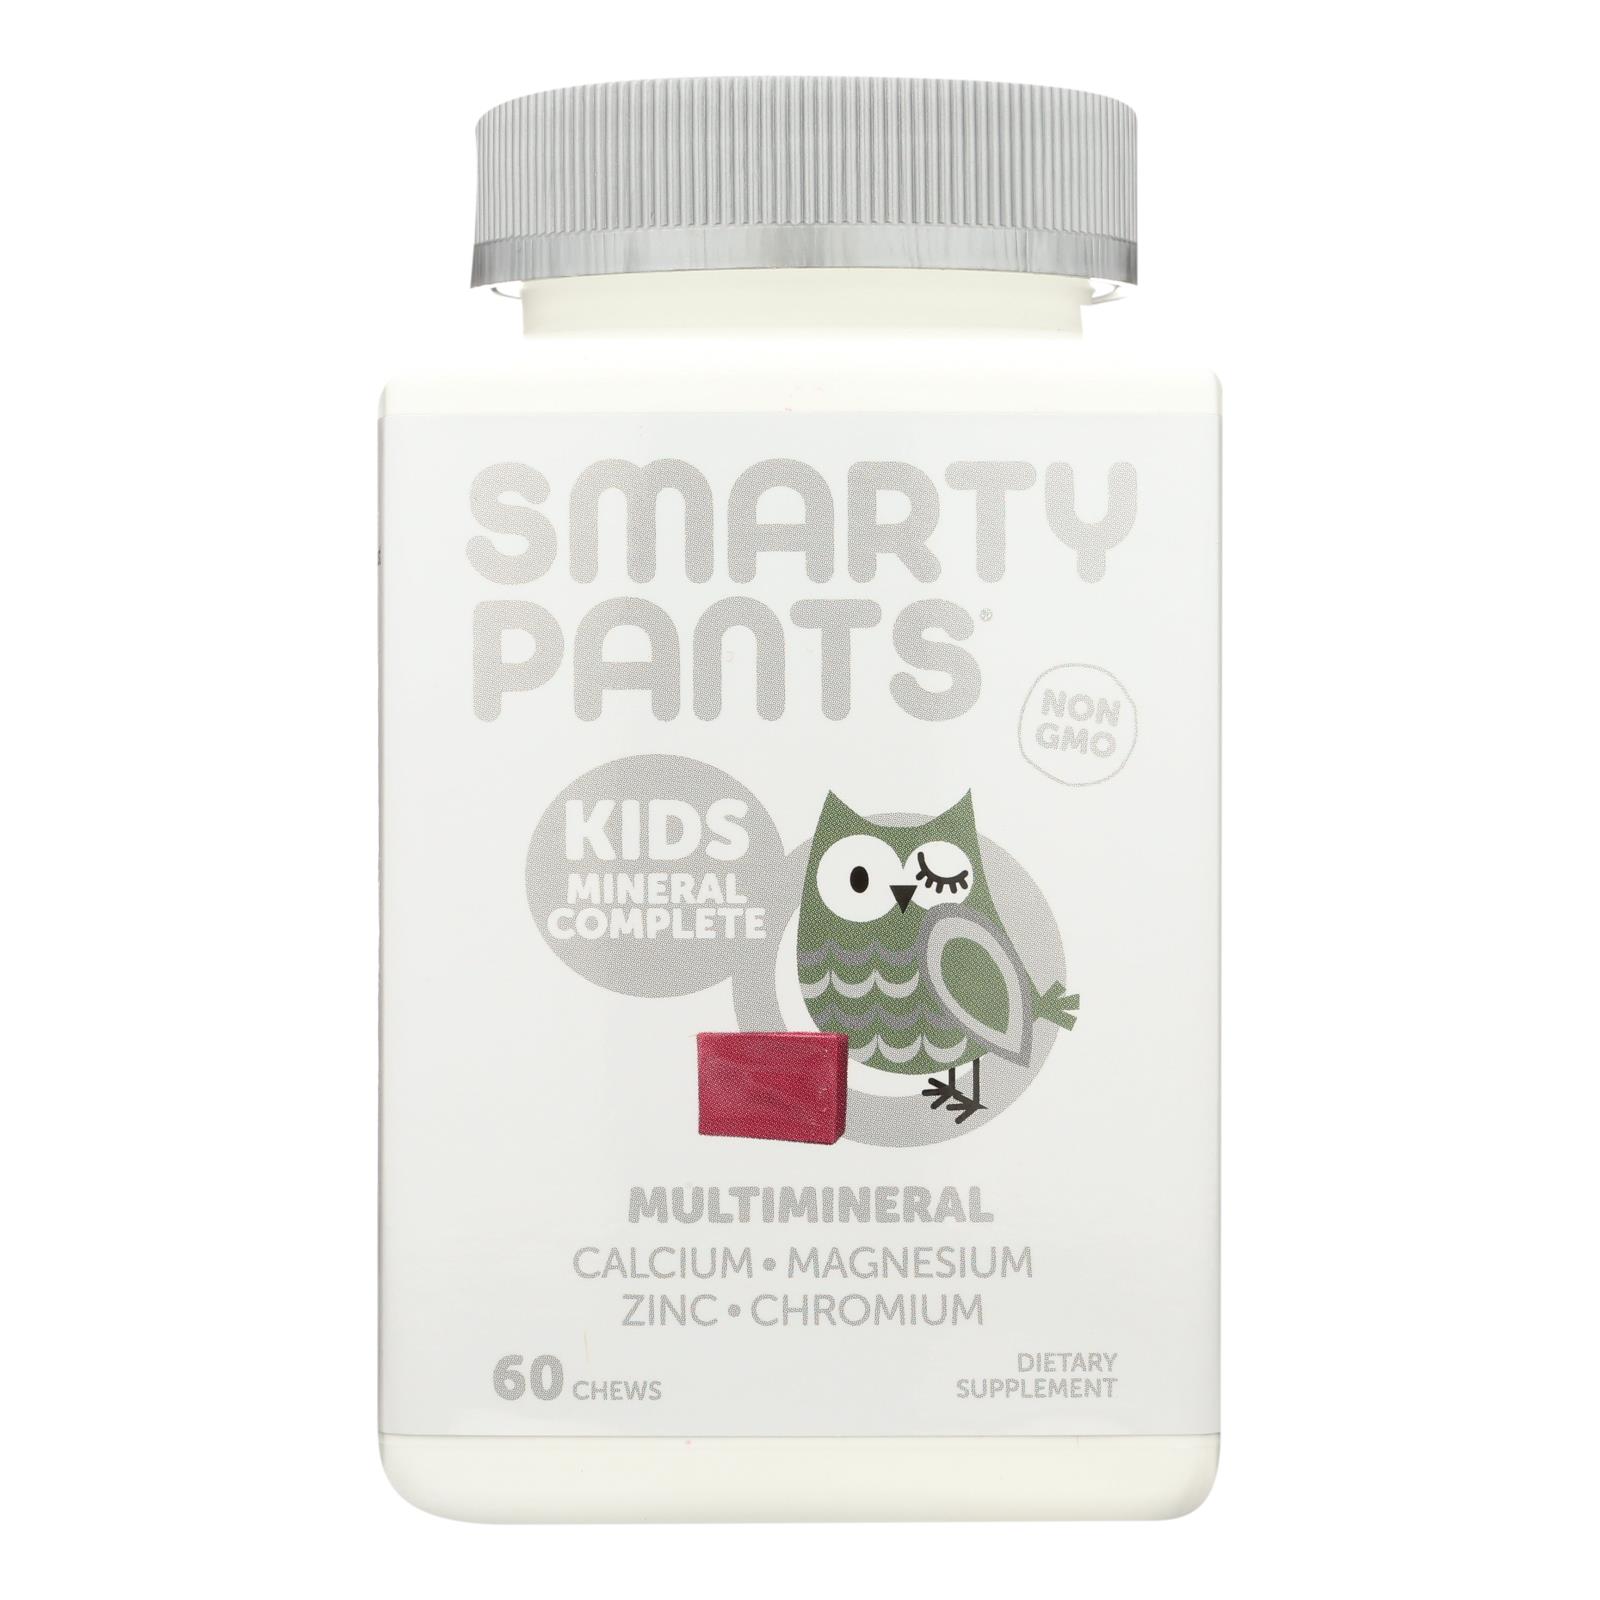 SMARTY
PANTS®
NON
GMO
KIDS
MINERAL
COMPLETE
MULTIMINERAL
CALCIUM • MAGNESIUM
ZINC • CHROMIUM
60 CHEWS
DIETARY
SUPPLEMENT